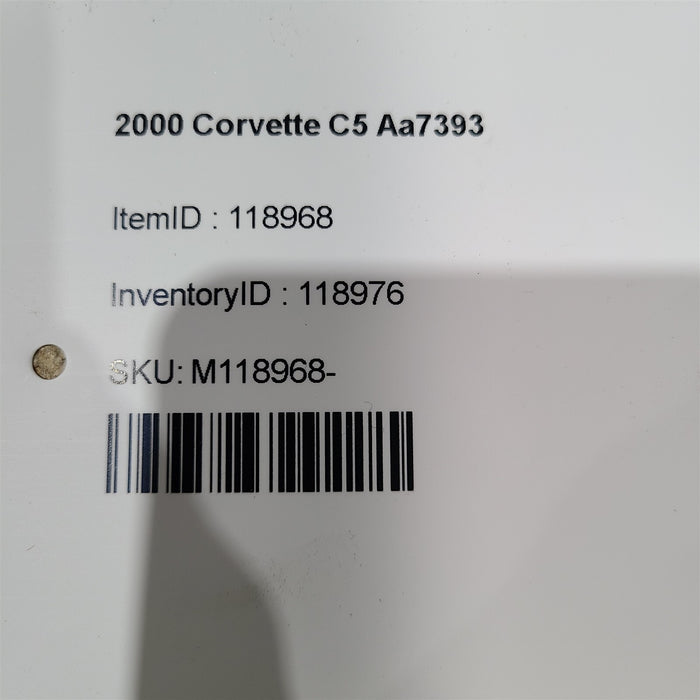 2000 Corvette C5 Aa7393
ItemID : 118968
InventoryID : 118976
SKU: M118968-